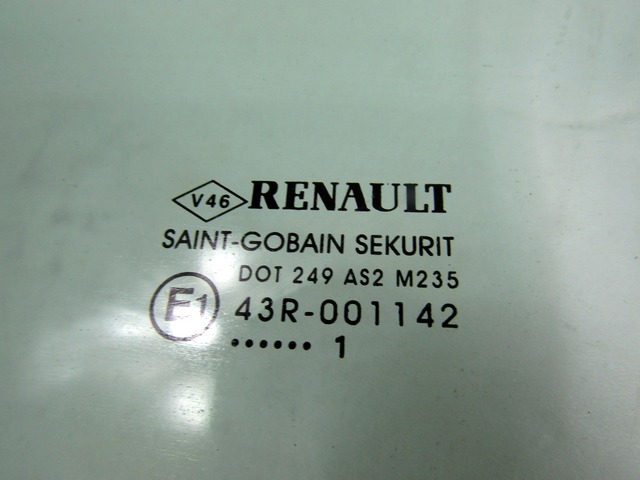 V46 RENAULT
SAINT-GOBAIN SEKURIT
DOT 249 AS2 M235
E1 43R-001142
...... 1